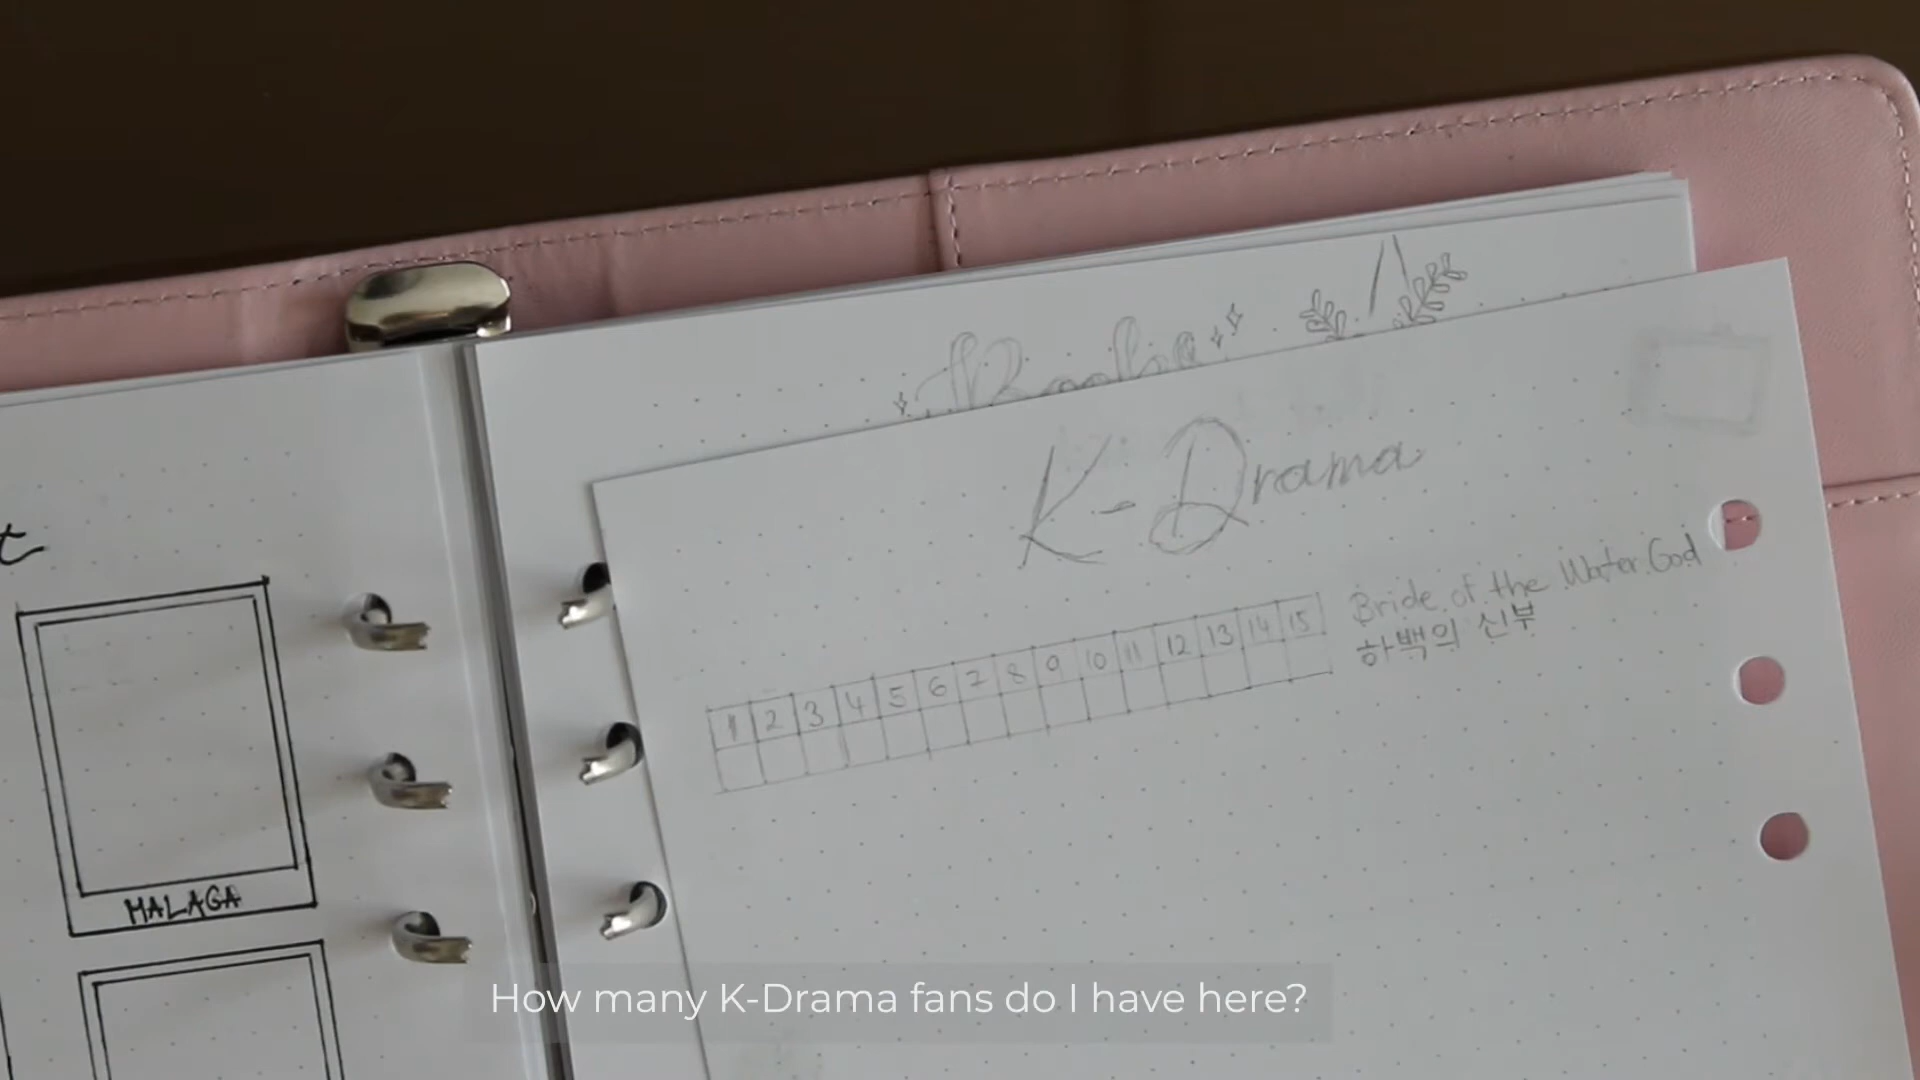 Books
K-Drama
1 2 3 4 5 6 7 8 9 10 11 12 13 14 15
Bride of the Water God
하백의 신부
t
MALAGA
How many K-Drama fans do I have here?